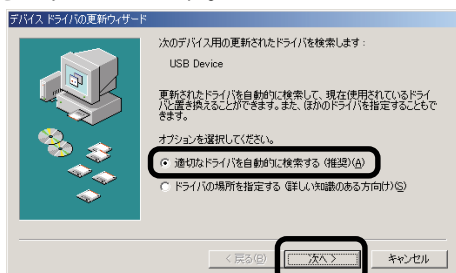 デバイス ドライバの更新ウィザード
次のデバイス用の更新されたドライバを検索します:
USB Device
更新されたドライバを自動的に検索して、現在使用されているドライ
バと置き換えることができます。また、ほかのドライバを指定することもで
きます。
オプションを選択してください。
適切なドライバを自動的に検索する (推奨)(A)
ドライバの場所を指定する (詳しい知識のある方向け)(S)
< 戻る(B) 次へ > キャンセル